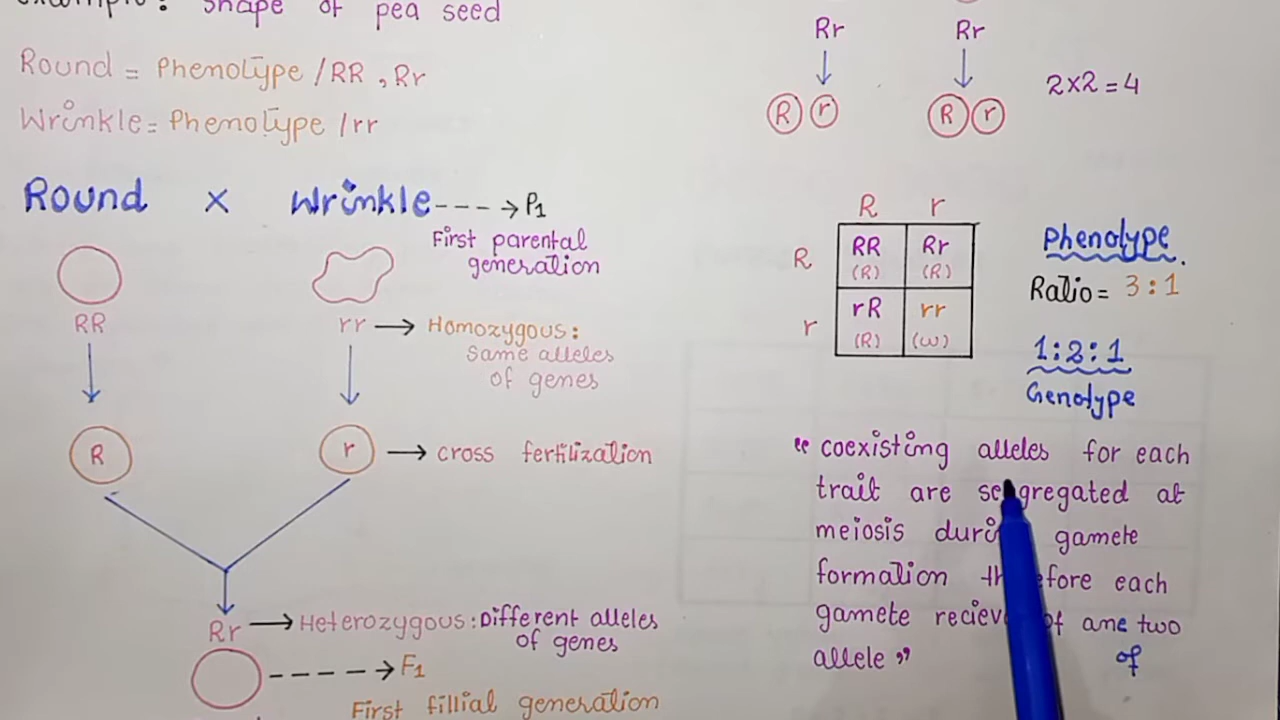 Example: Shape of pea seed
Round = Phenotype / RR , Rr
Wrinkle = Phenotype / rr
Round × Wrinkle ----> P1
First parental
generation
RR
rr → Homozygous:
Same alleles
of genes
R
r → cross fertilization
Rr → Heterozygous: Different alleles
of genes
----> F1
First fillial generation
Rr Rr
R r R r
2×2=4
R r
R RR Rr
(R) (R)
r rR rr
(R) (W)
Phenotype
Ratio = 3:1
1:2:1
Genotype
"coexisting alleles for each
trait are segregated at
meiosis gamete
formation each
gamete of one two
allele" of